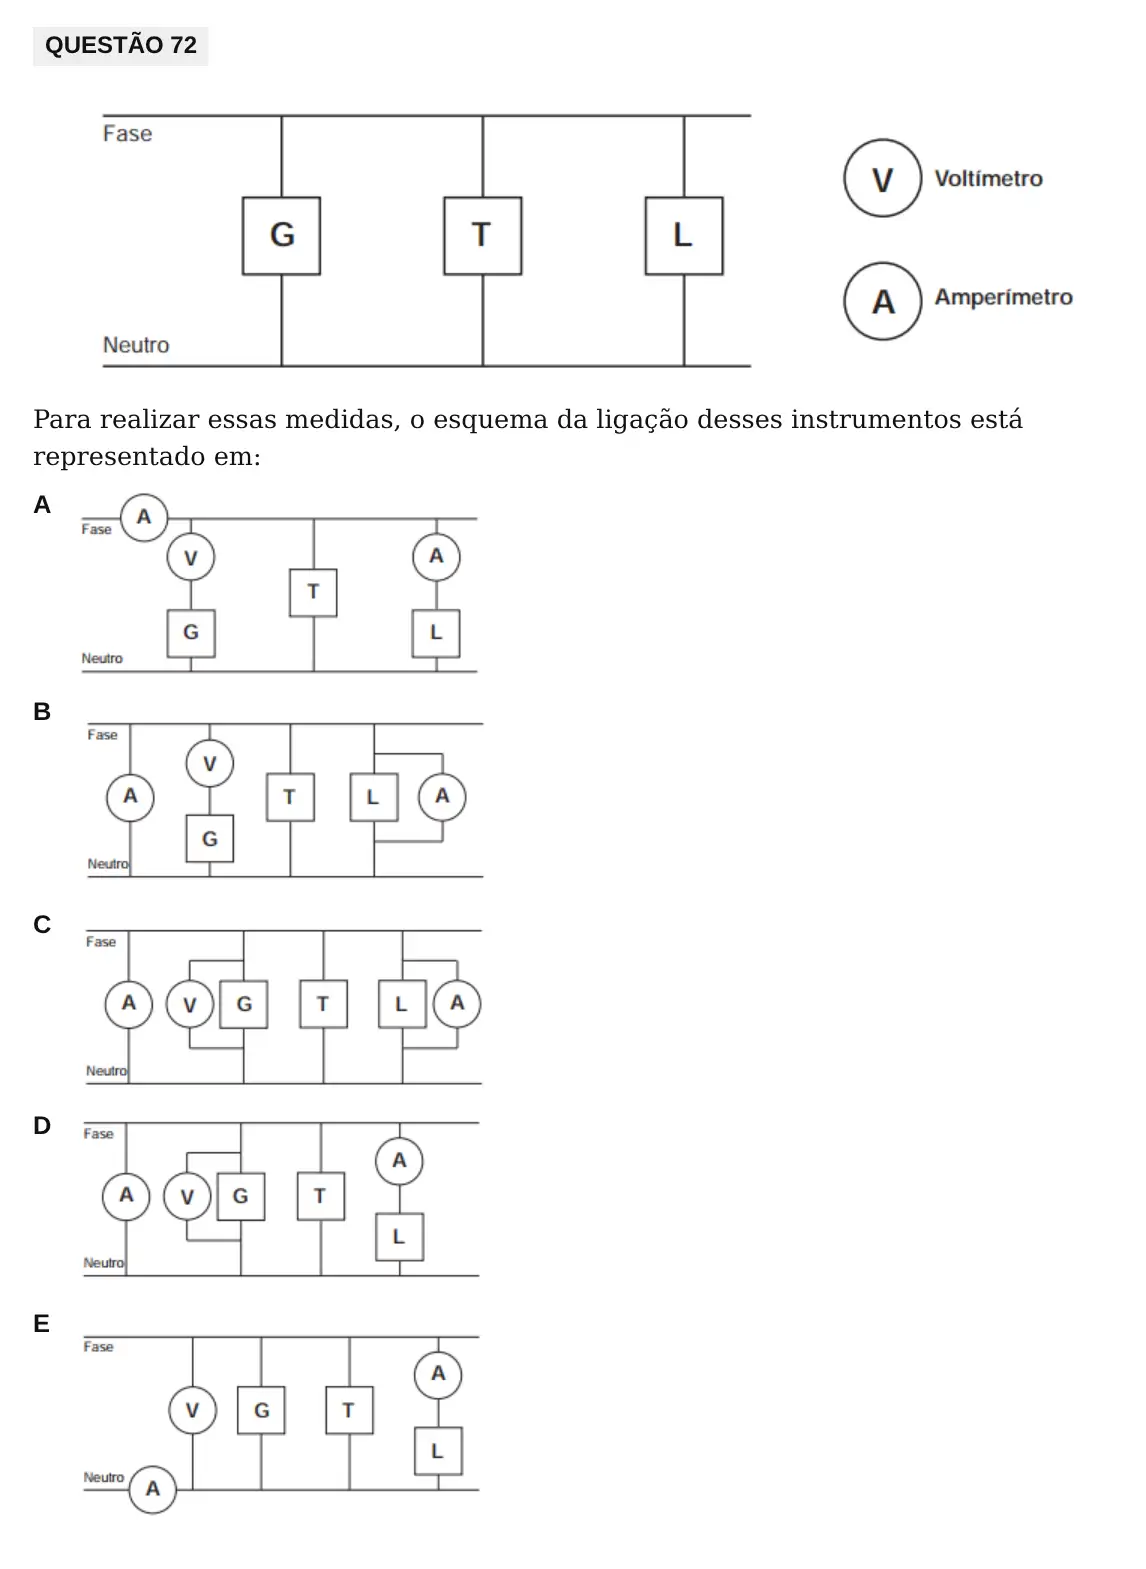 QUESTÃO 72
Fase
G
T
L
Neutro
V
Voltímetro
A
Amperímetro
Para realizar essas medidas, o esquema da ligação desses instrumentos está
representado em:
A
A
Fase
V
G
T
A
L
Neutro
B
Fase
A
V
G
T
L
A
Neutro
C
Fase
A
V
G
T
L
A
Neutro
D
Fase
A
V
G
T
A
L
Neutro
E
Fase
V
G
T
A
L
Neutro
A